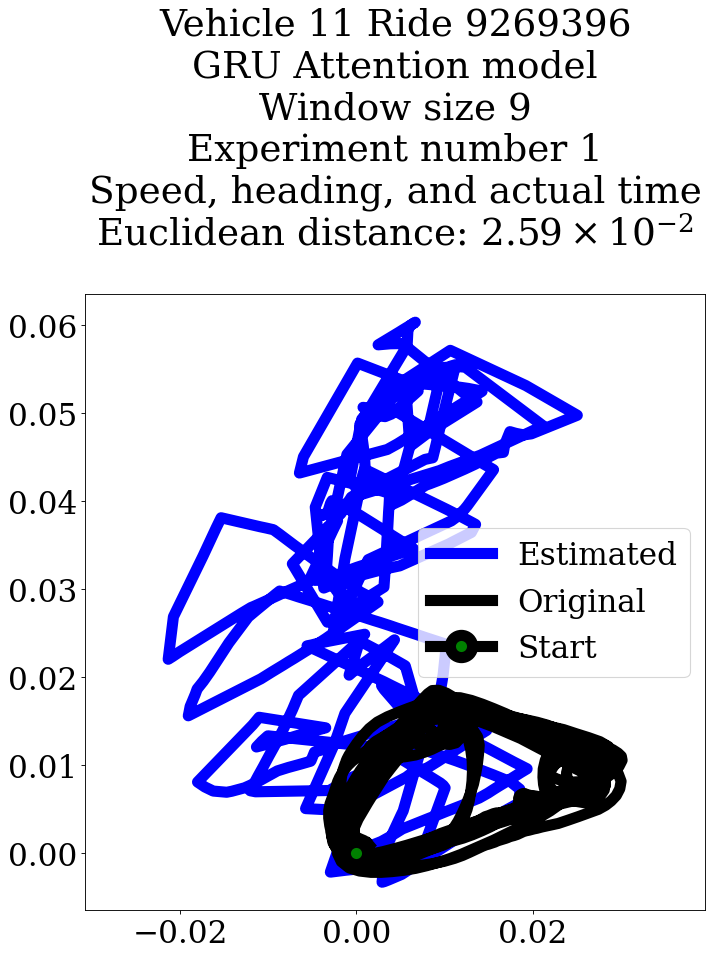 Vehicle 11 Ride 9269396
GRU Attention model
Window size 9
Experiment number 1
Speed, heading, and actual time
Euclidean distance: 2.59 × 10⁻²
0.06
0.05
0.04
0.03
0.02
0.01
0.00
Estimated
Original
Start
−0.02 0.00 0.02